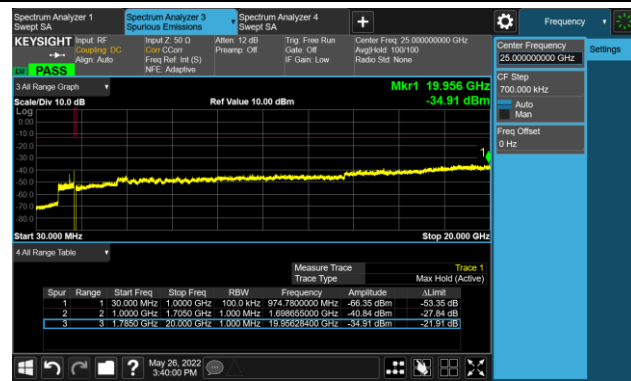 Spectrum Analyzer 1
Swept SA
Spectrum Analyzer 3
Spurious Emissions
Spectrum Analyzer 4
Swept SA
Frequency
KEYSIGHT
Input: RF
Coupling: DC
Align: Auto
Input Z: 50 Ω
Corr CCorr
Freq Ref: Int (S)
NFE: Adaptive
Atten: 12 dB
Preamp: Off
Trig: Free Run
Gate: Off
IF Gain: Low
Center Freq: 25.000000000 GHz
Avg|Hold: 100/100
Radio Std: None
PASS
Center Frequency
25.000000000 GHz
Settings
CF Step
700.000 kHz
Auto
Man
Freq Offset
0 Hz
3 All Range Graph
Mkr1 19.956 GHz
Scale/Div 10.0 dB
Ref Value 10.00 dBm
-34.91 dBm
Log
0.00
-10.0
-20.0
-30.0
-40.0
-50.0
-60.0
-70.0
-80.0
1
Start 30.000 MHz
Stop 20.000 GHz
4 All Range Table
Measure Trace Trace 1
Trace Type Max Hold (Active)
Spur Range Start Freq Stop Freq RBW Frequency Amplitude ΔLimit
1 1 30.000 MHz 1.0000 GHz 100.0 kHz 974.7800000 MHz -66.35 dBm -53.35 dB
2 2 1.0000 GHz 1.7050 GHz 1.000 MHz 1.698655000 GHz -40.84 dBm -27.84 dB
3 3 1.7850 GHz 20.000 GHz 1.000 MHz 19.95628400 GHz -34.91 dBm -21.91 dB
May 26, 2022
3:40:00 PM